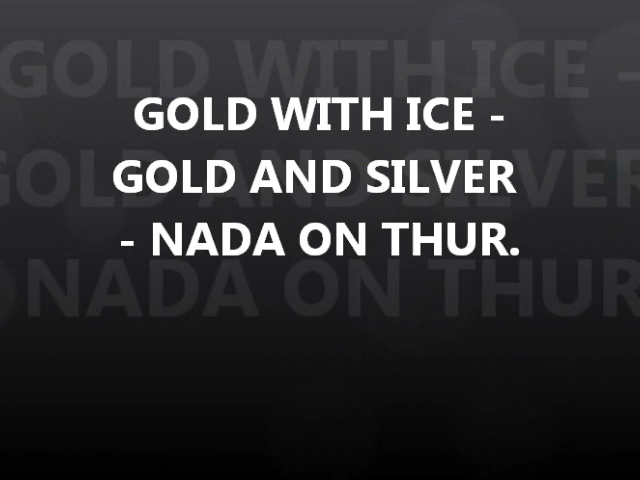 GOLD WITH ICE -
GOLD AND SILVER
- NADA ON THUR.